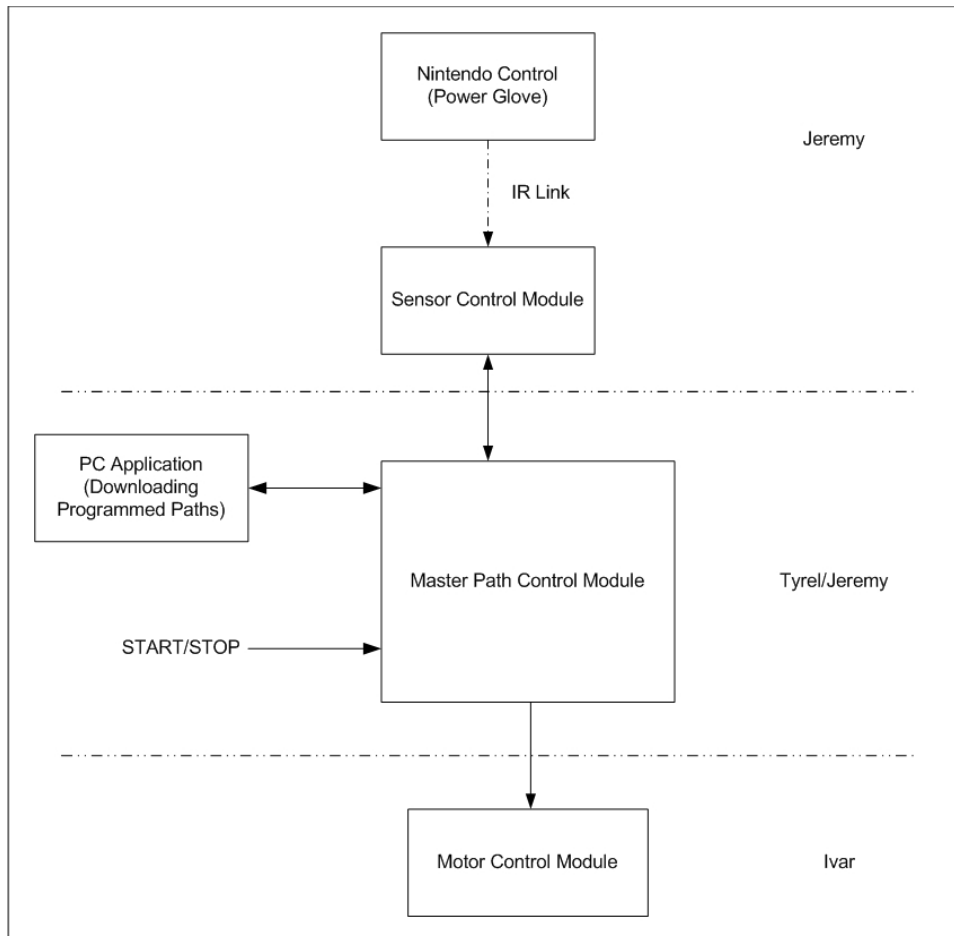 Nintendo Control
(Power Glove)
Jeremy
IR Link
Sensor Control Module
PC Application
(Downloading
Programmed Paths)
Master Path Control Module
Tyrel/Jeremy
START/STOP
Motor Control Module
Ivar